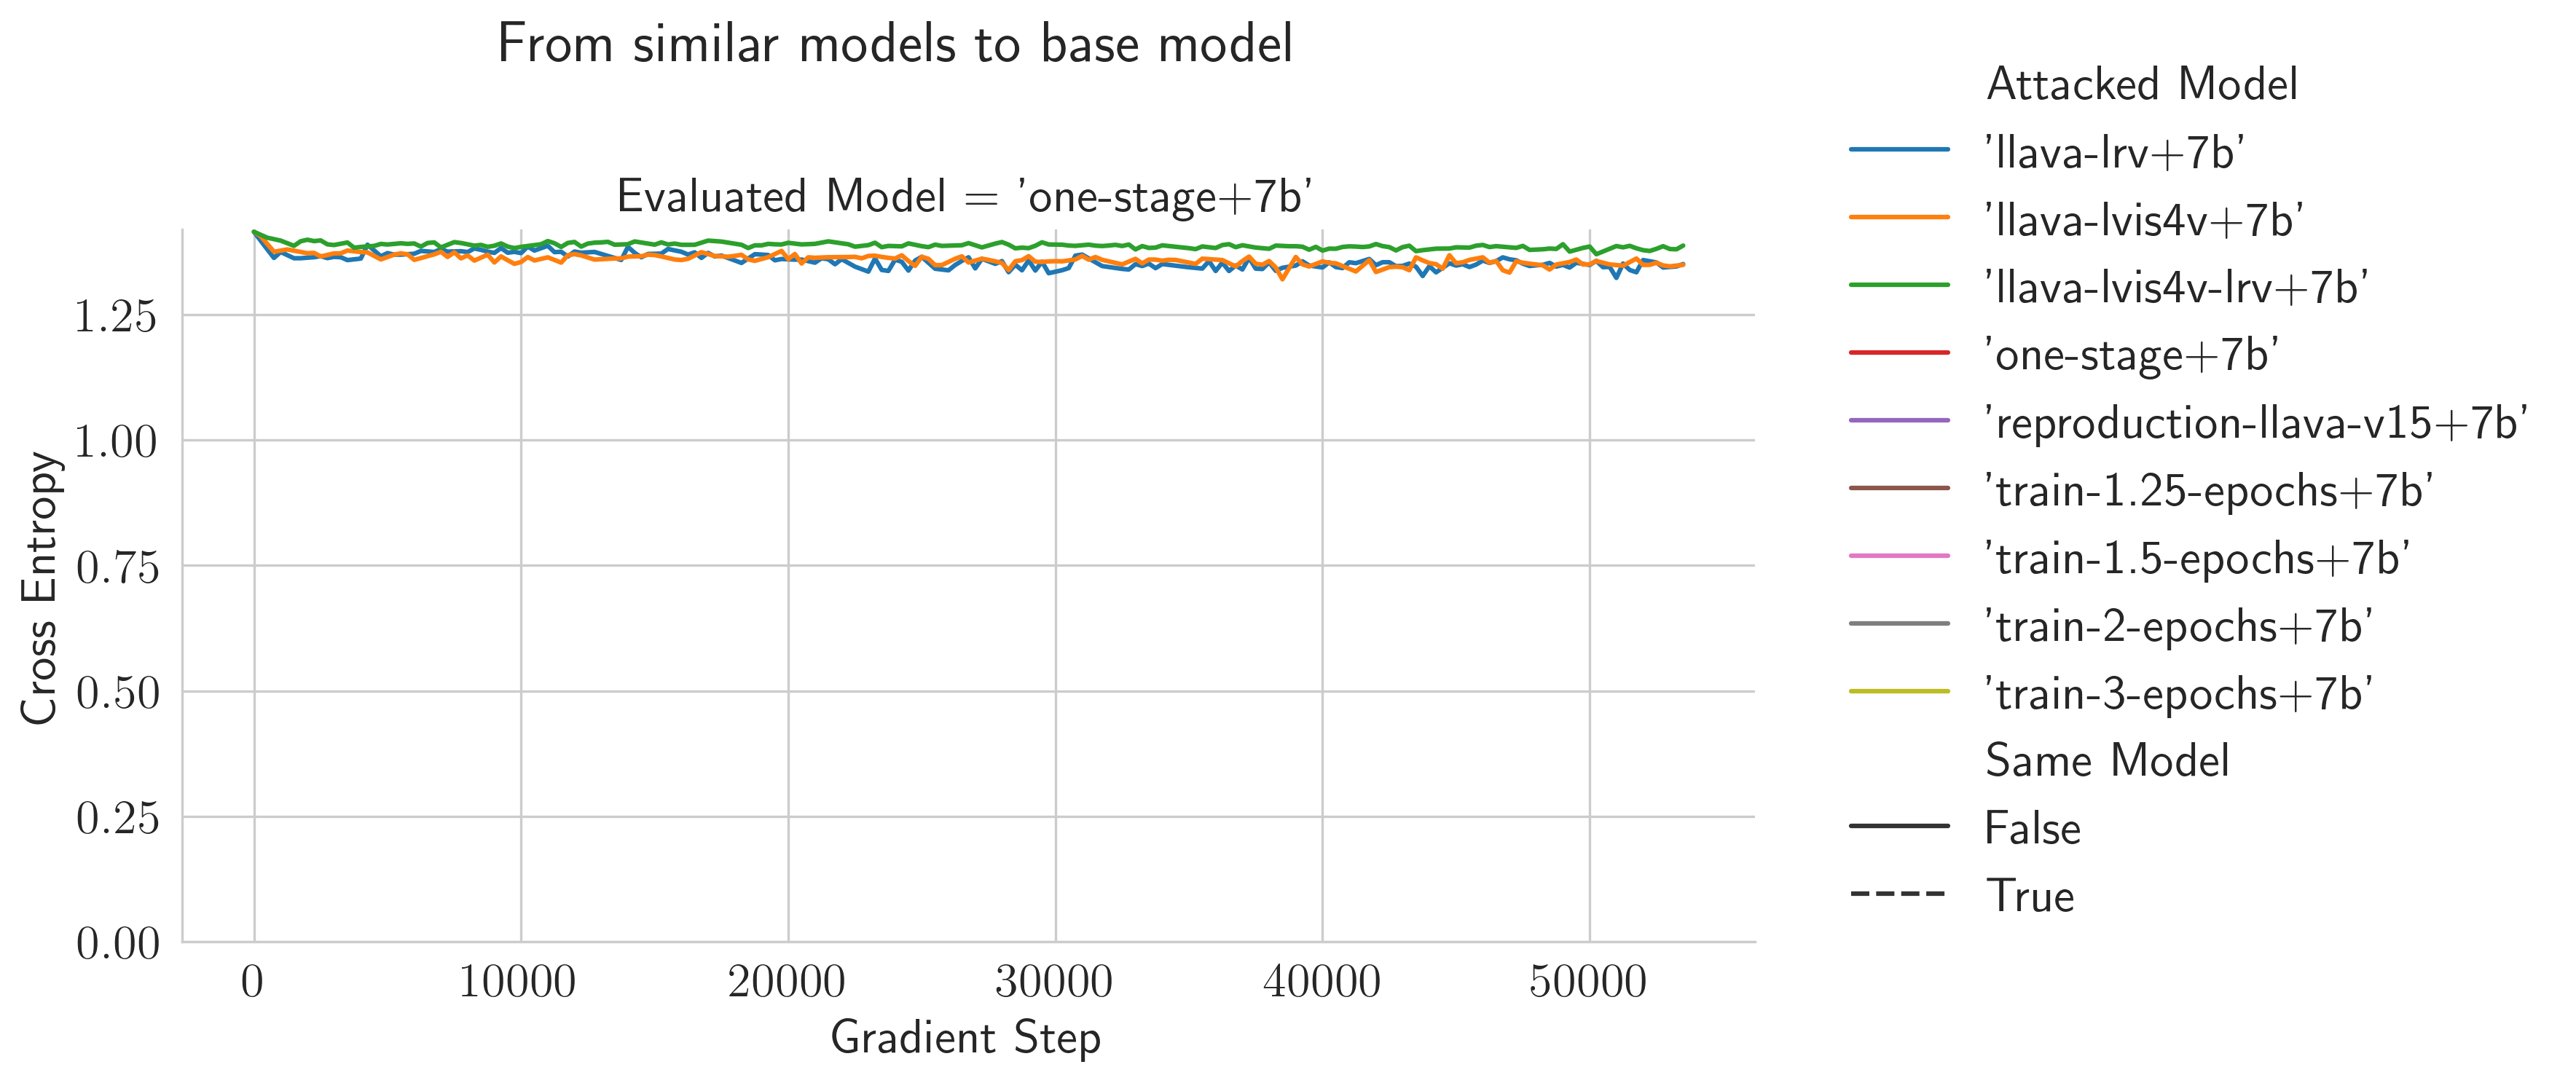 From similar models to base model
Evaluated Model = 'one-stage+7b'
Cross Entropy
1.25
1.00
0.75
0.50
0.25
0.00
0 10000 20000 30000 40000 50000
Gradient Step
Attacked Model
'llava-lrv+7b'
'llava-lvis4v+7b'
'llava-lvis4v-lrv+7b'
'one-stage+7b'
'reproduction-llava-v15+7b'
'train-1.25-epochs+7b'
'train-1.5-epochs+7b'
'train-2-epochs+7b'
'train-3-epochs+7b'
Same Model
False
True